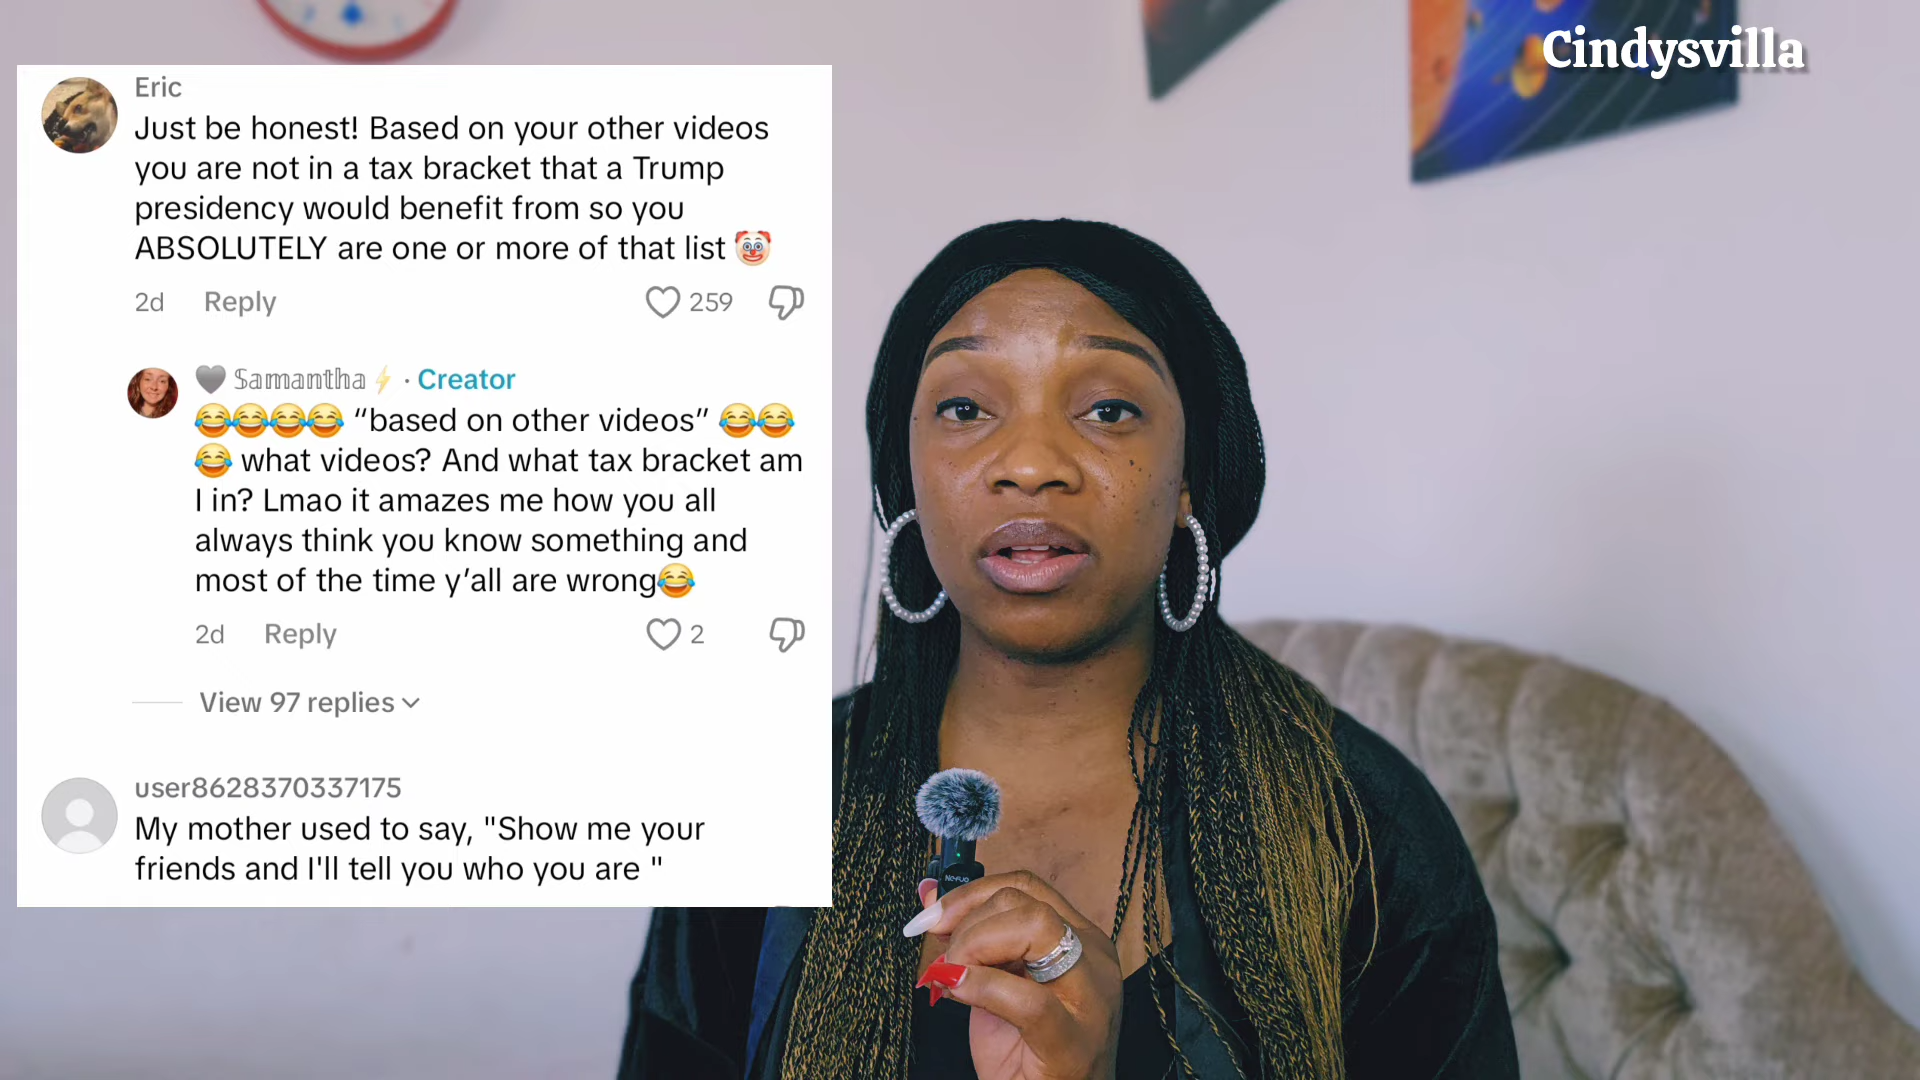 Cindysvilla
Eric
Just be honest! Based on your other videos
you are not in a tax bracket that a Trump
presidency would benefit from so you
ABSOLUTELY are one or more of that list 🤡
2d Reply 259
🩶 𝕊𝕒𝕞𝕒𝕟𝕥𝕙𝕒⚡ · Creator
😂😂😂😂 “based on other videos” 😂😂
😂 what videos? And what tax bracket am
I in? Lmao it amazes me how you all
always think you know something and
most of the time y’all are wrong😂
2d Reply 2
View 97 replies
user8628370337175
My mother used to say, "Show me your
friends and I'll tell you who you are "